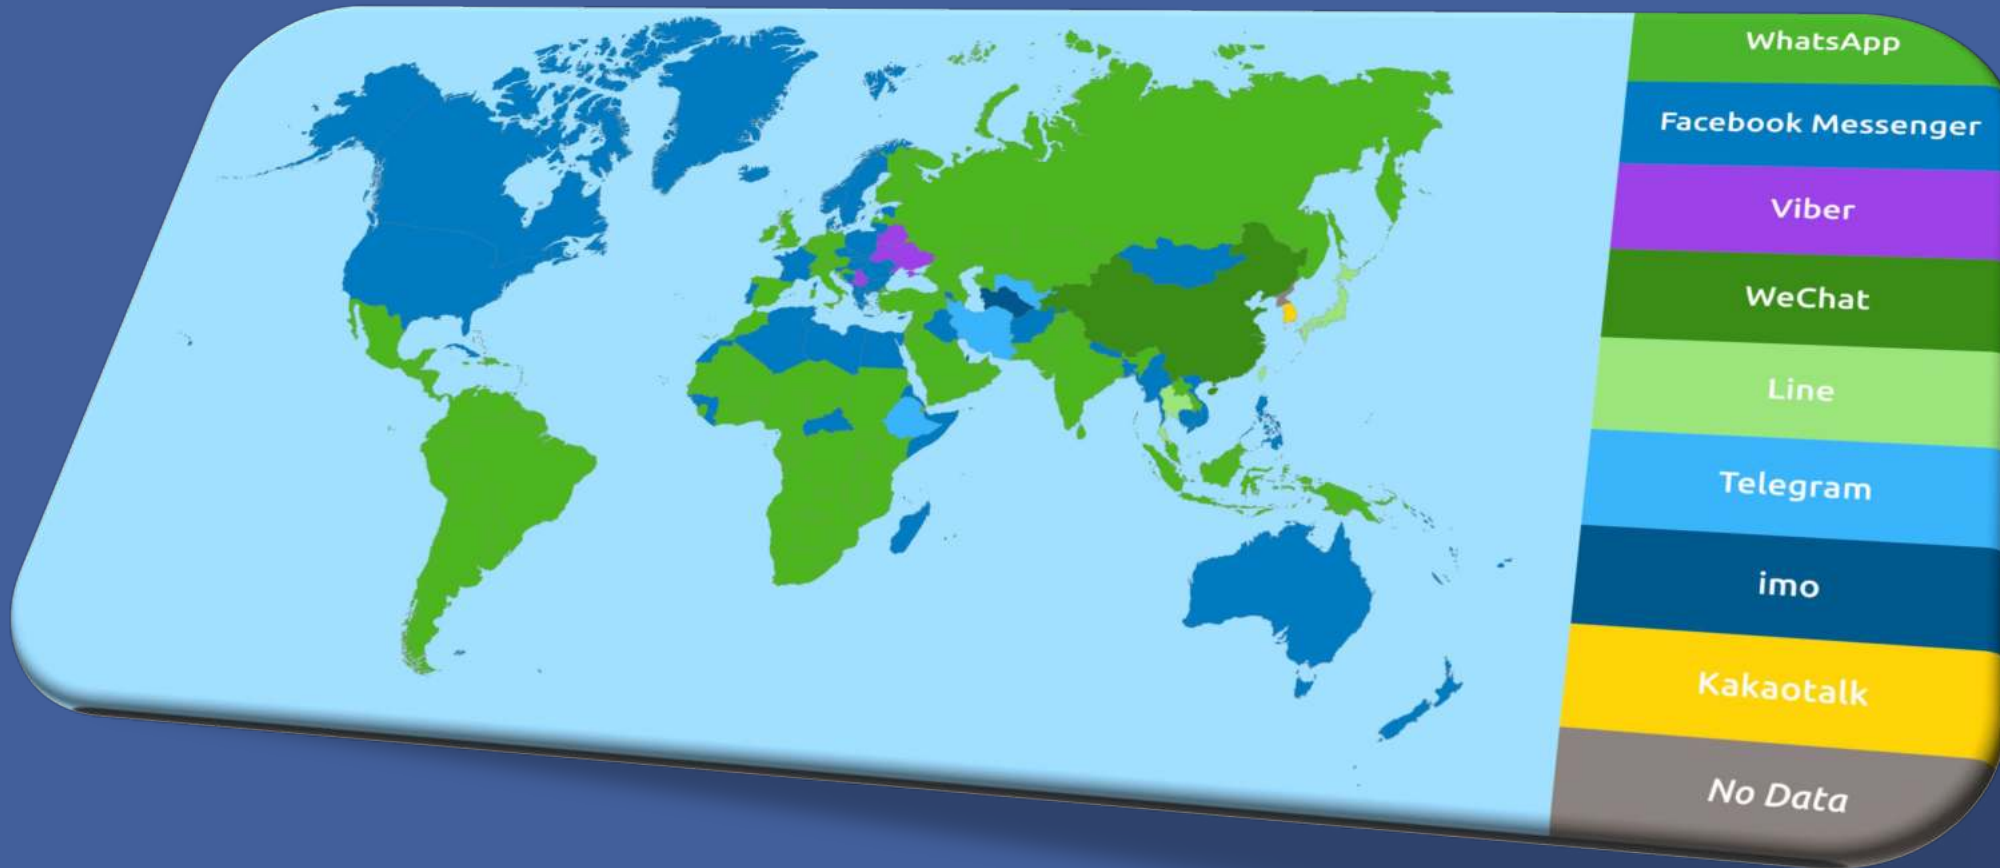 WhatsApp
Facebook Messenger
Viber
WeChat
Line
Telegram
imo
Kakaotalk
No Data